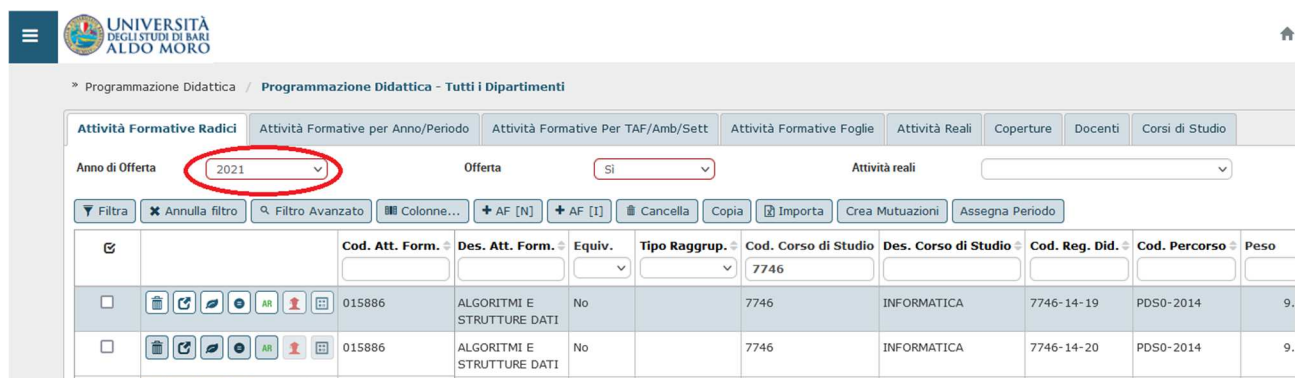 UNIVERSITÀ
DEGLI STUDI DI BARI
ALDO MORO
» Programmazione Didattica / Programmazione Didattica - Tutti i Dipartimenti
Attività Formative Radici Attività Formative per Anno/Periodo Attività Formative Per TAF/Amb/Sett Attività Formative Foglie Attività Reali Coperture Docenti Corsi di Studio
Anno di Offerta 2021 Offerta Sì Attività reali
Filtra Annulla filtro Filtro Avanzato Colonne... + AF [N] + AF [I] Cancella Copia Importa Crea Mutuazioni Assegna Periodo
Cod. Att. Form. Des. Att. Form. Equiv. Tipo Raggrup. Cod. Corso di Studio Des. Corso di Studio Cod. Reg. Did. Cod. Percorso Peso
7746
AR 015886 ALGORITMI E No 7746 INFORMATICA 7746-14-19 PDS0-2014 9.
STRUTTURE DATI
AR 015886 ALGORITMI E No 7746 INFORMATICA 7746-14-20 PDS0-2014 9.
STRUTTURE DATI